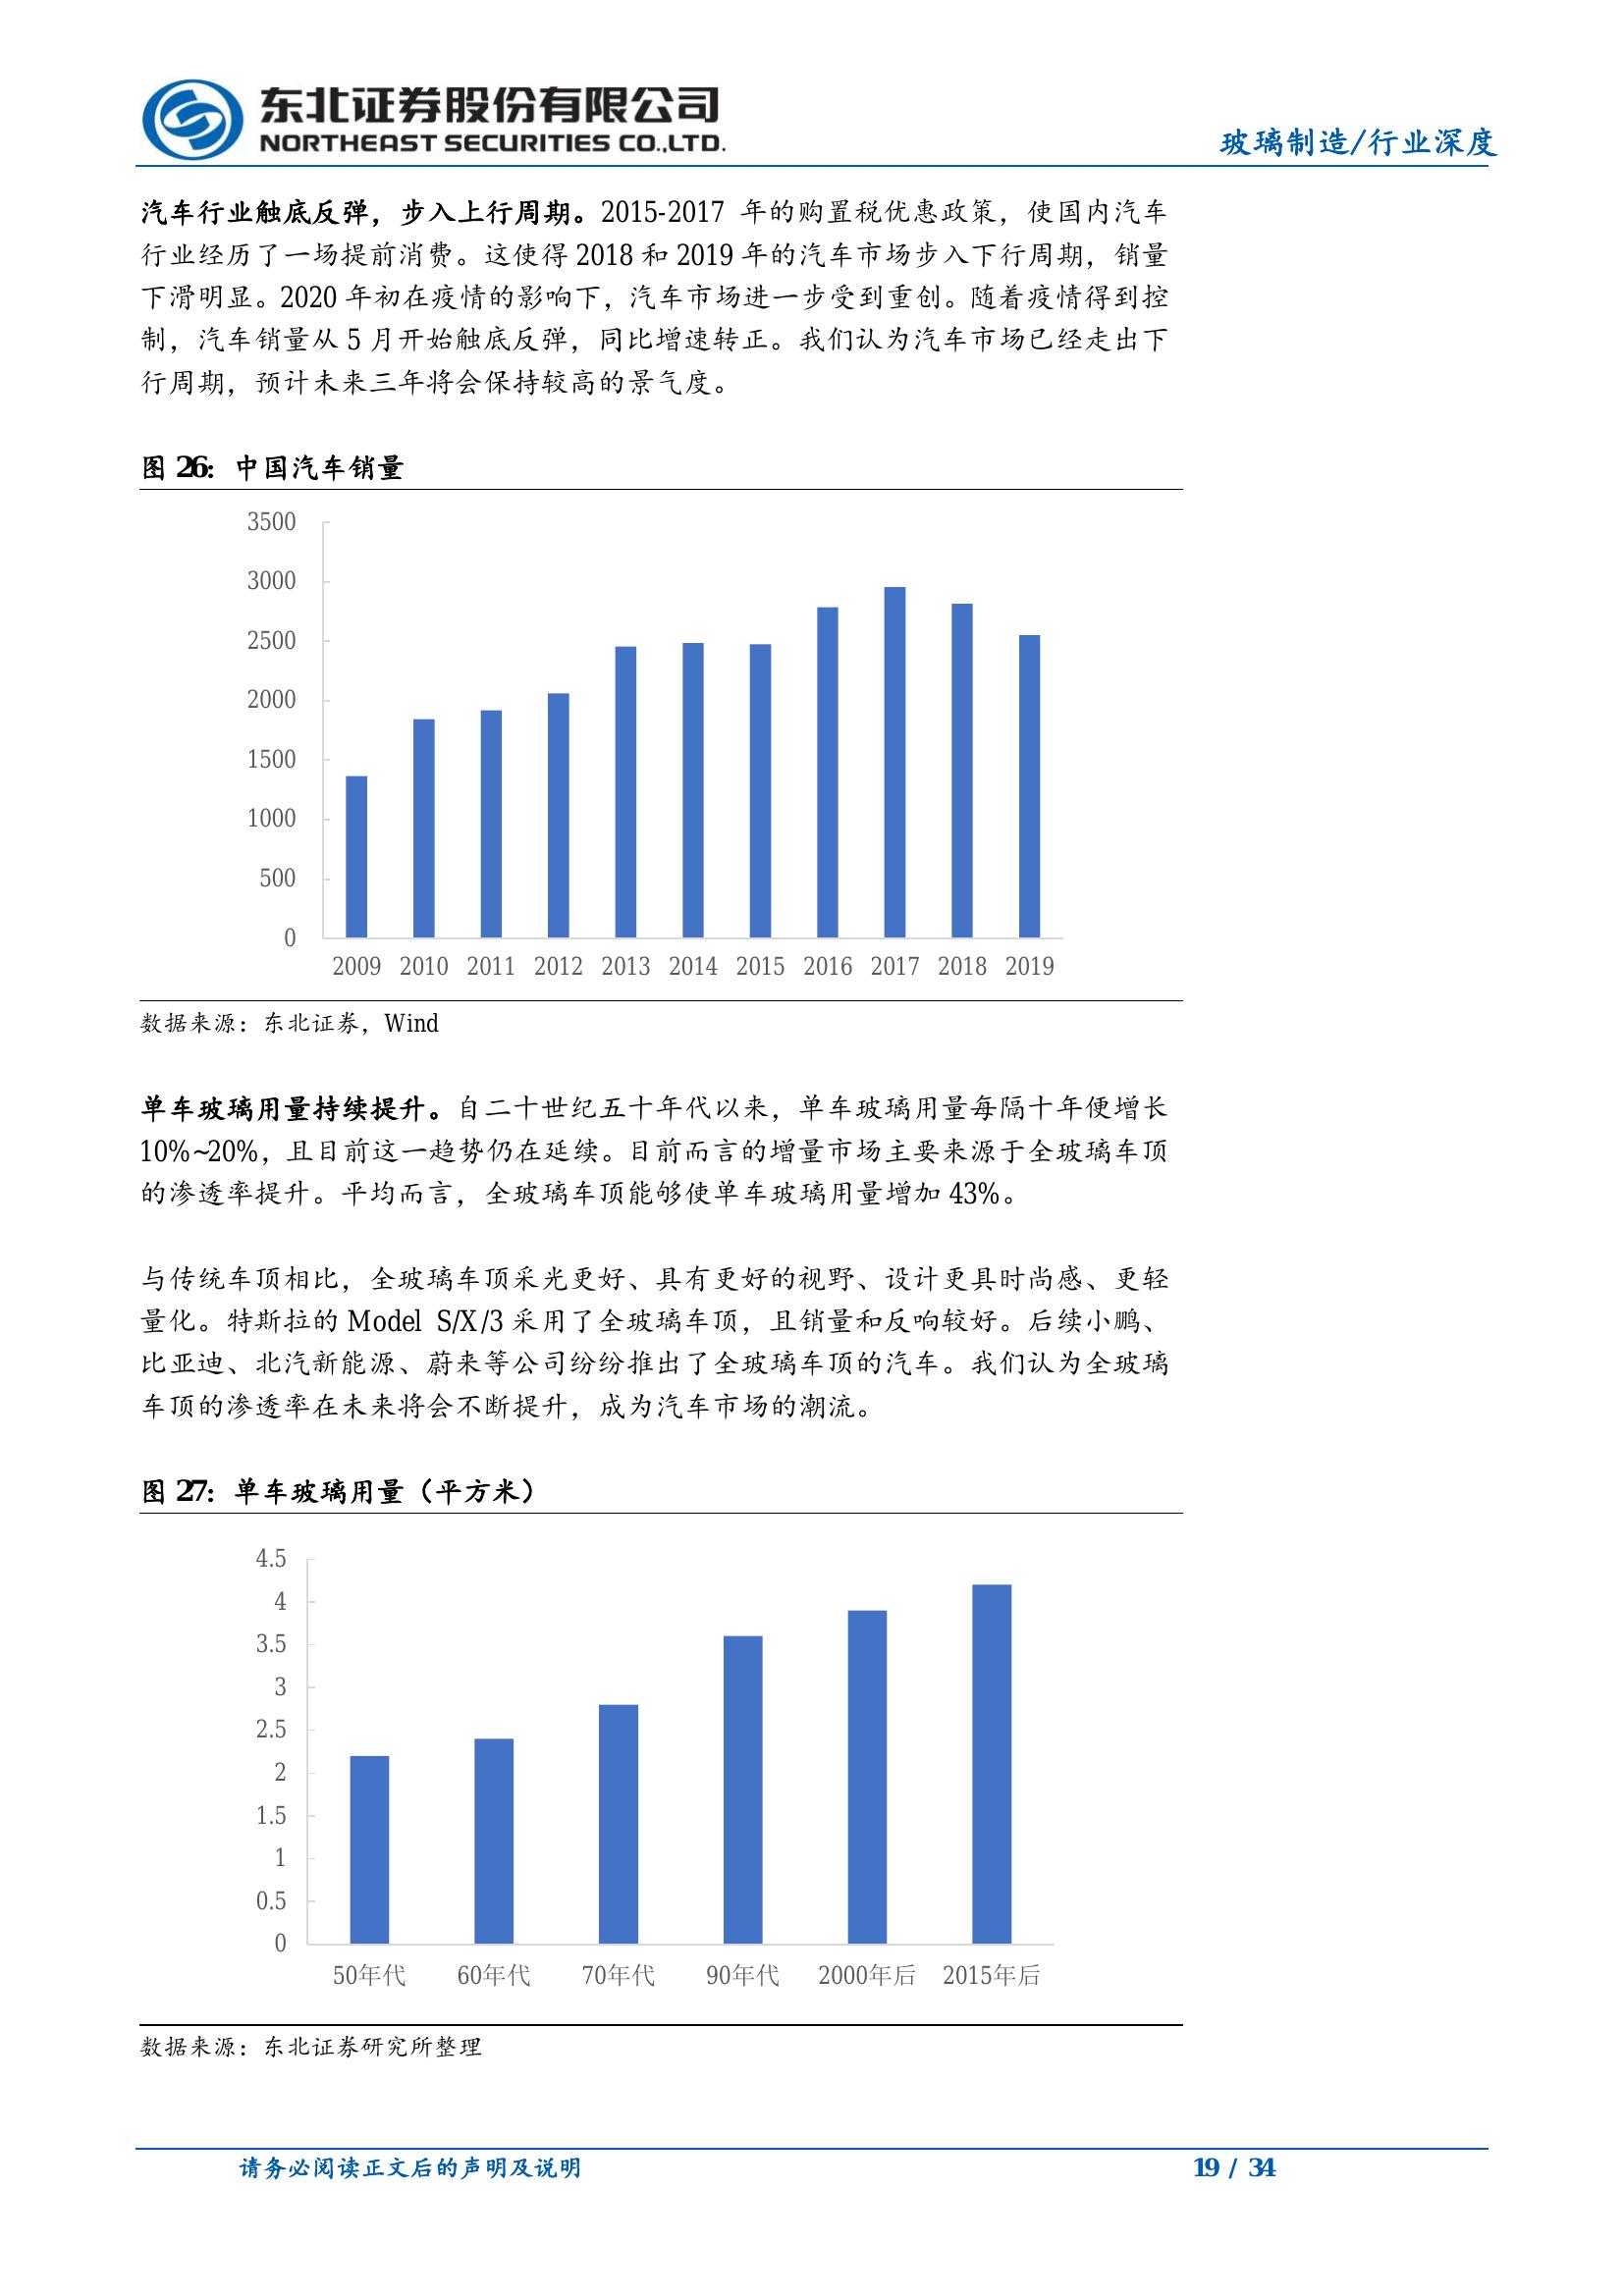 东北证券股份有限公司
NORTHEAST SECURITIES CO.,LTD.
玻璃制造/行业深度
汽车行业触底反弹，步入上行周期。2015-2017 年的购置税优惠政策，使国内汽车
行业经历了一场提前消费。这使得 2018 和 2019 年的汽车市场步入下行周期，销量
下滑明显。2020 年初在疫情的影响下，汽车市场进一步受到重创。随着疫情得到控
制，汽车销量从 5 月开始触底反弹，同比增速转正。我们认为汽车市场已经走出下
行周期，预计未来三年将会保持较高的景气度。
图 26：中国汽车销量
3500
3000
2500
2000
1500
1000
500
0
2009 2010 2011 2012 2013 2014 2015 2016 2017 2018 2019
数据来源：东北证券，Wind
单车玻璃用量持续提升。自二十世纪五十年代以来，单车玻璃用量每隔十年便增长
10%~20%，且目前这一趋势仍在延续。目前而言的增量市场主要来源于全玻璃车顶
的渗透率提升。平均而言，全玻璃车顶能够使单车玻璃用量增加 43%。
与传统车顶相比，全玻璃车顶采光更好、具有更好的视野、设计更具时尚感、更轻
量化。特斯拉的 Model S/X/3 采用了全玻璃车顶，且销量和反响较好。后续小鹏、
比亚迪、北汽新能源、蔚来等公司纷纷推出了全玻璃车顶的汽车。我们认为全玻璃
车顶的渗透率在未来将会不断提升，成为汽车市场的潮流。
图 27：单车玻璃用量（平方米）
4.5
4
3.5
3
2.5
2
1.5
1
0.5
0
50年代 60年代 70年代 90年代 2000年后 2015年后
数据来源：东北证券研究所整理
请务必阅读正文后的声明及说明
19 / 34